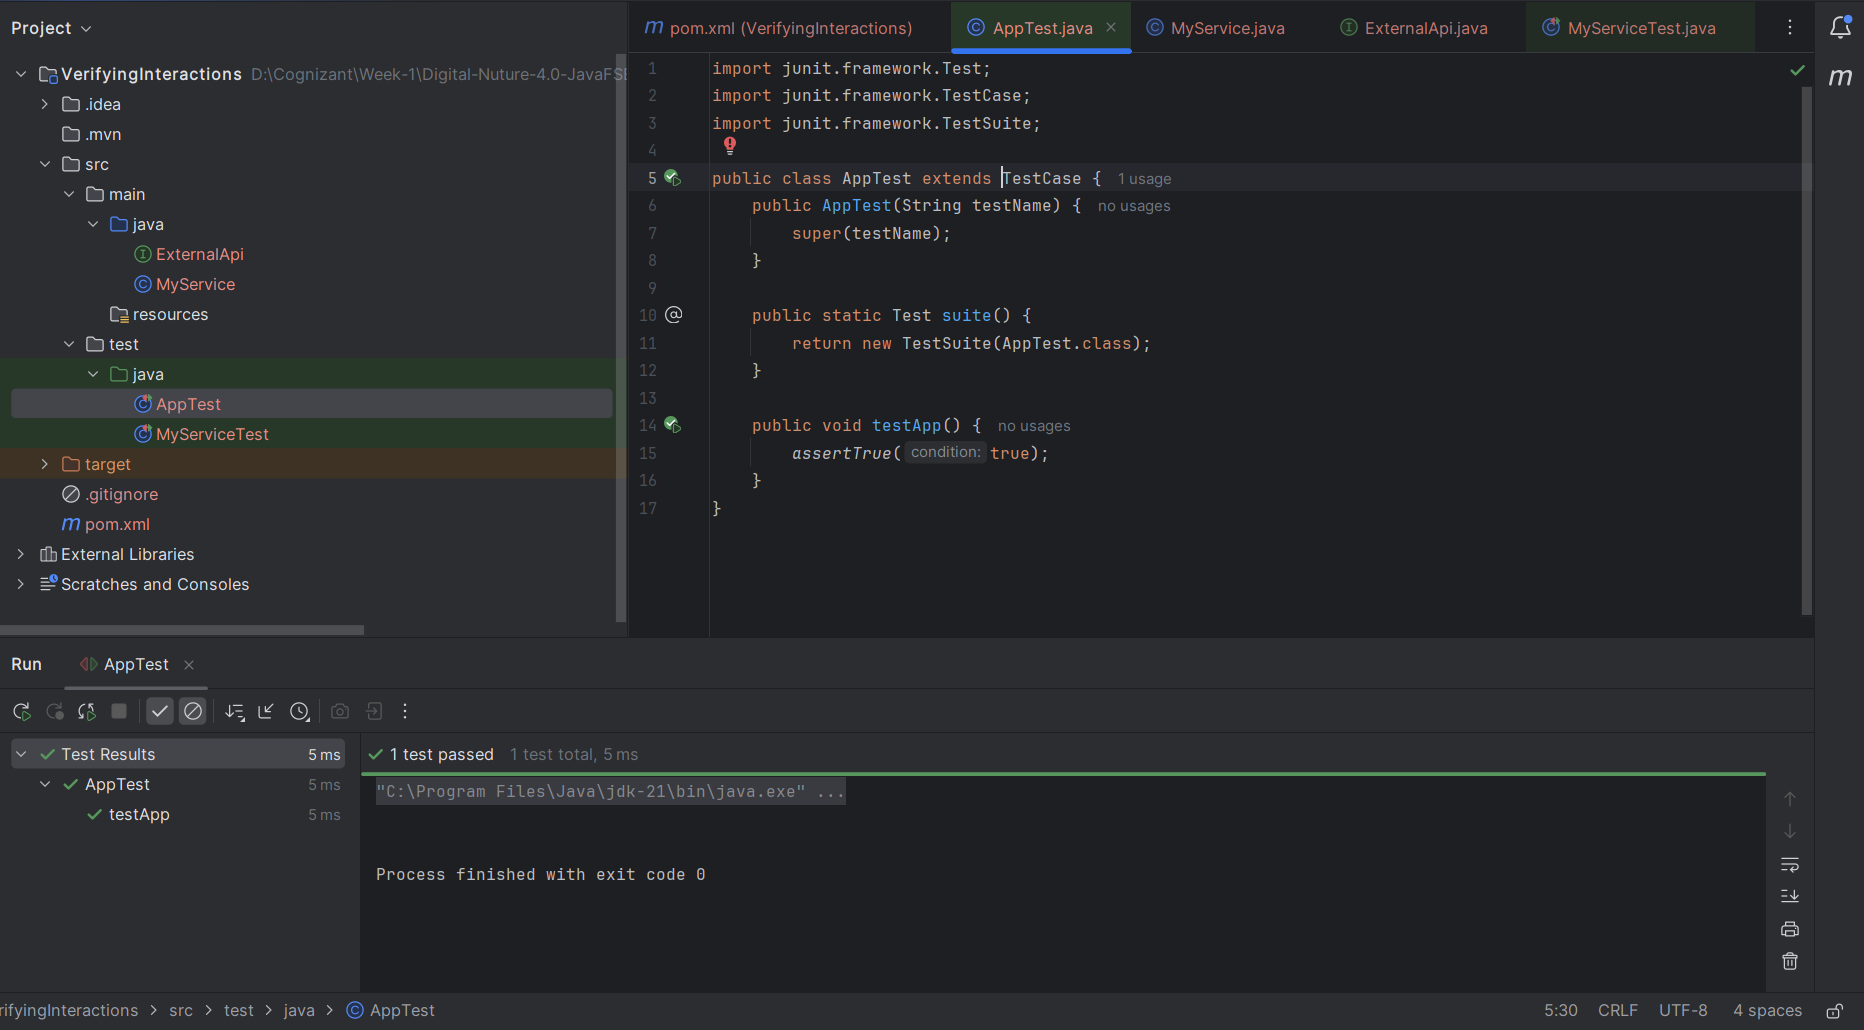 Project
VerifyingInteractions D:\Cognizant\Week-1\Digital-Nuture-4.0-JavaFSE
.idea
.mvn
src
main
java
ExternalApi
MyService
resources
test
java
AppTest
MyServiceTest
target
.gitignore
pom.xml
External Libraries
Scratches and Consoles
pom.xml (VerifyingInteractions) AppTest.java MyService.java ExternalApi.java MyServiceTest.java
1 import junit.framework.Test;
2 import junit.framework.TestCase;
3 import junit.framework.TestSuite;
4
5 public class AppTest extends TestCase { 1 usage
6 public AppTest(String testName) { no usages
7 super(testName);
8 }
9
10 public static Test suite() {
11 return new TestSuite(AppTest.class);
12 }
13
14 public void testApp() { no usages
15 assertTrue( condition: true);
16 }
17 }
Run AppTest
Test Results 5 ms
AppTest 5 ms
testApp 5 ms
1 test passed 1 test total, 5 ms
"C:\Program Files\Java\jdk-21\bin\java.exe" ...
Process finished with exit code 0
rifyingInteractions > src > test > java > AppTest
5:30 CRLF UTF-8 4 spaces